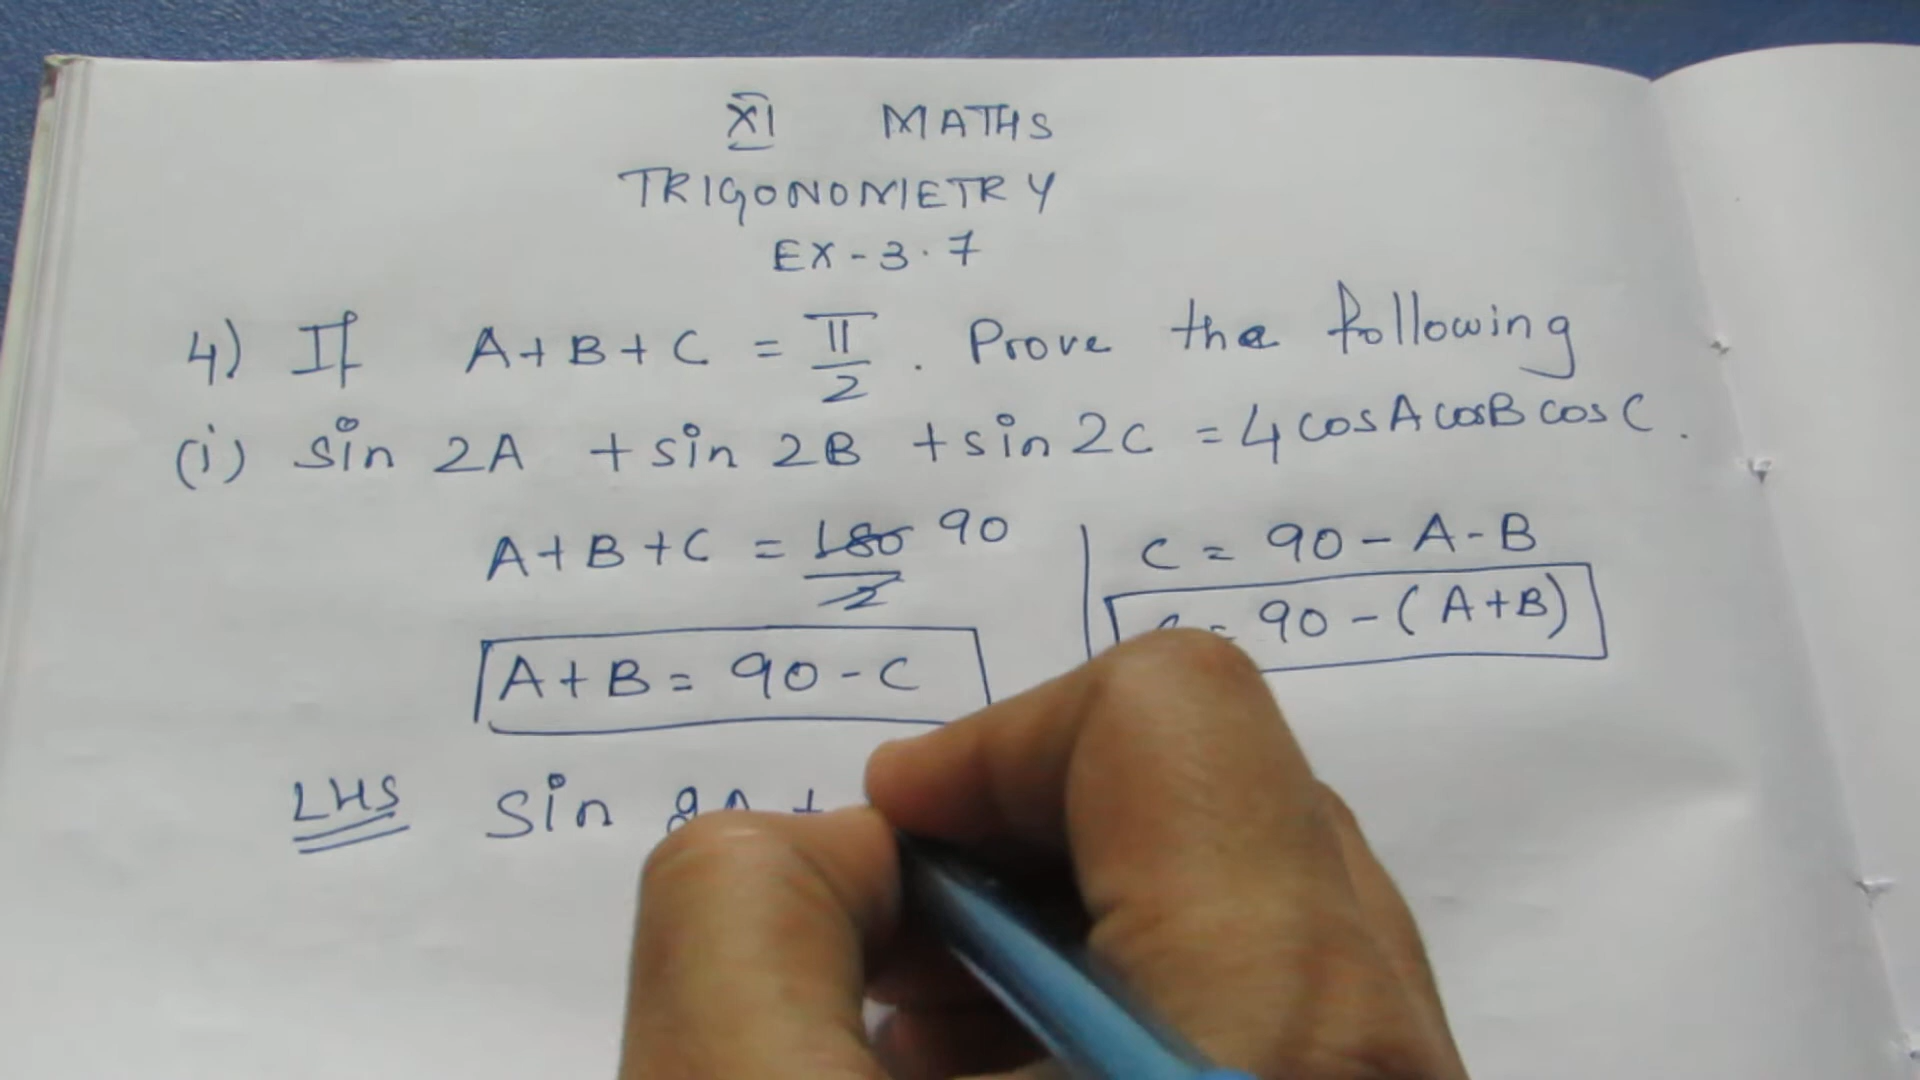 XI MATHS
TRIGONOMETRY
EX-3.7
4) If A+B+C = π/2 . Prove the following
(i) sin 2A + sin 2B + sin 2C = 4 cos A cos B cos C.
A+B+C = 180/2 90
C = 90 - A - B
= 90 - (A+B)
A+B = 90 - C
LHS sin 2A +